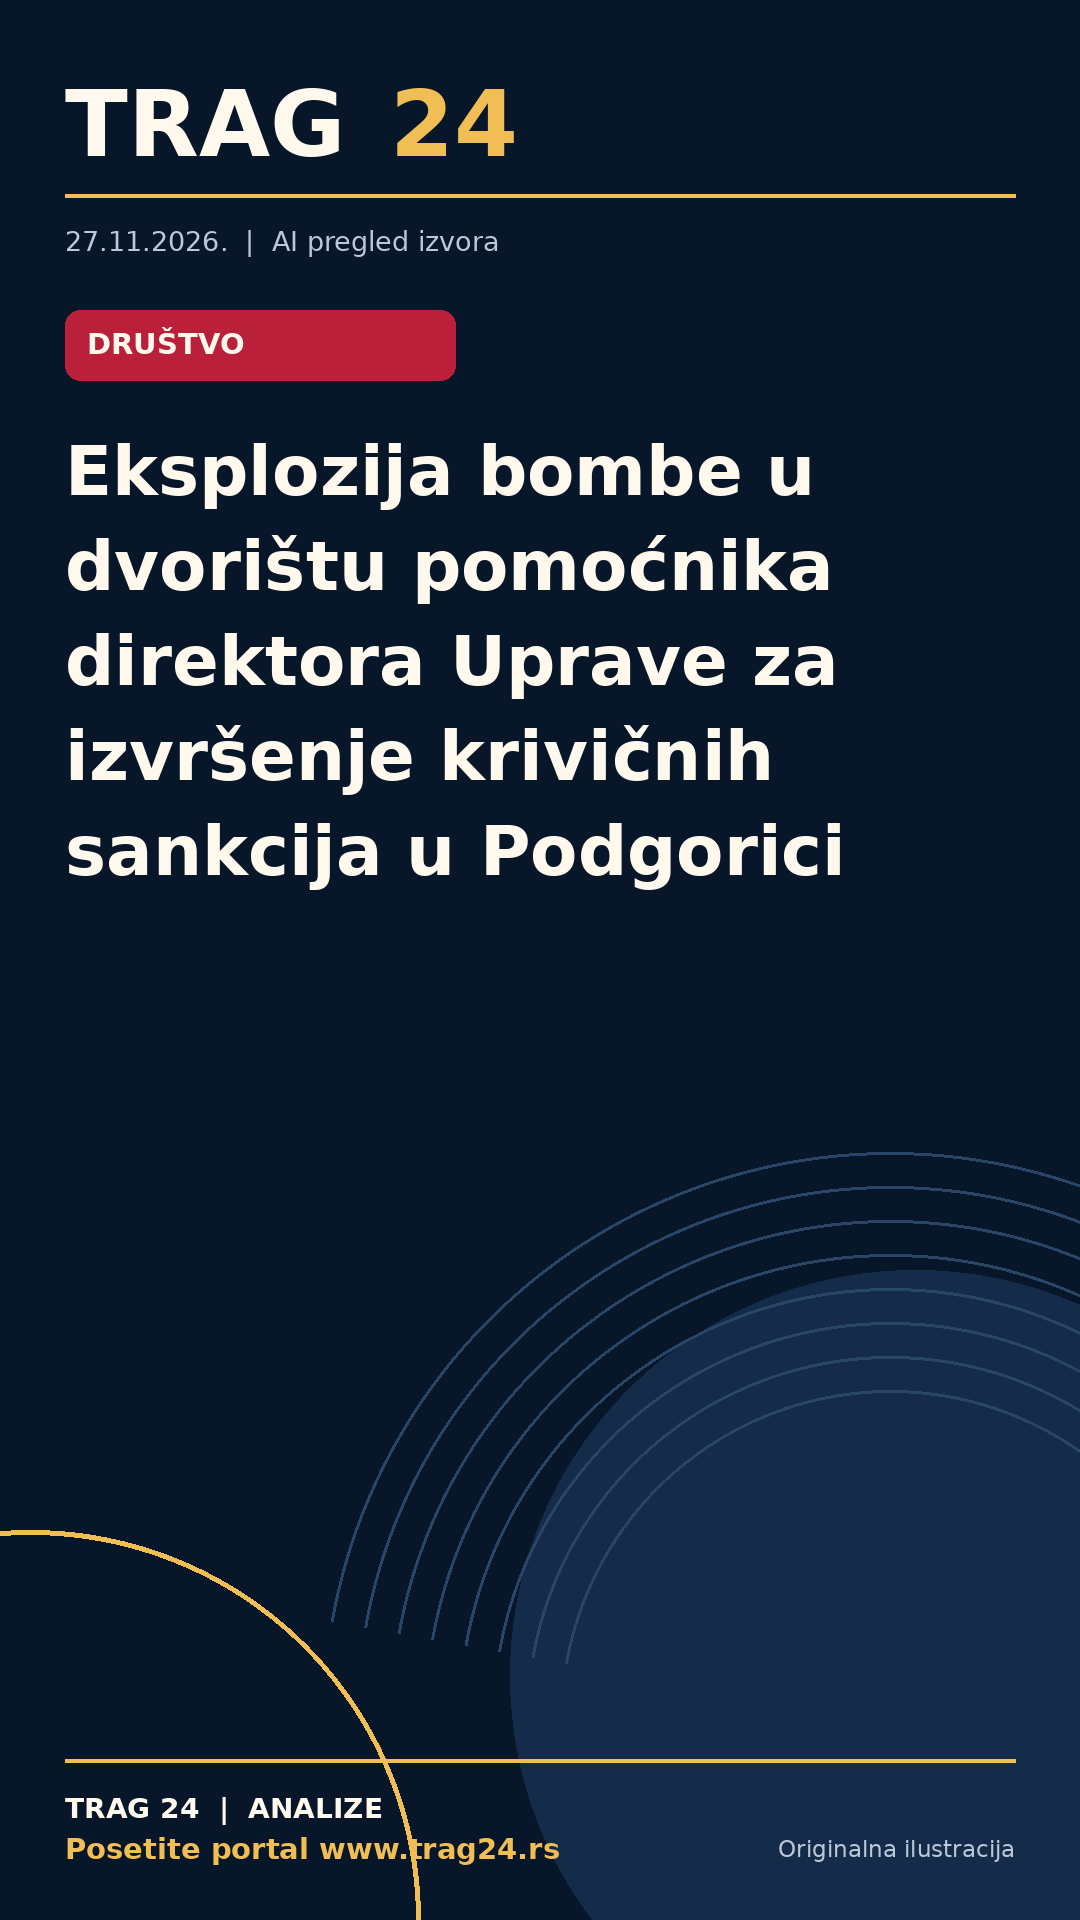 TRAG 24
27.11.2026. | AI pregled izvora
DRUŠTVO
Eksplozija bombe u
dvorištu pomoćnika
direktora Uprave za
izvršenje krivičnih
sankcija u Podgorici
TRAG 24 | ANALIZE
Posetite portal www.trag24.rs
Originalna ilustracija